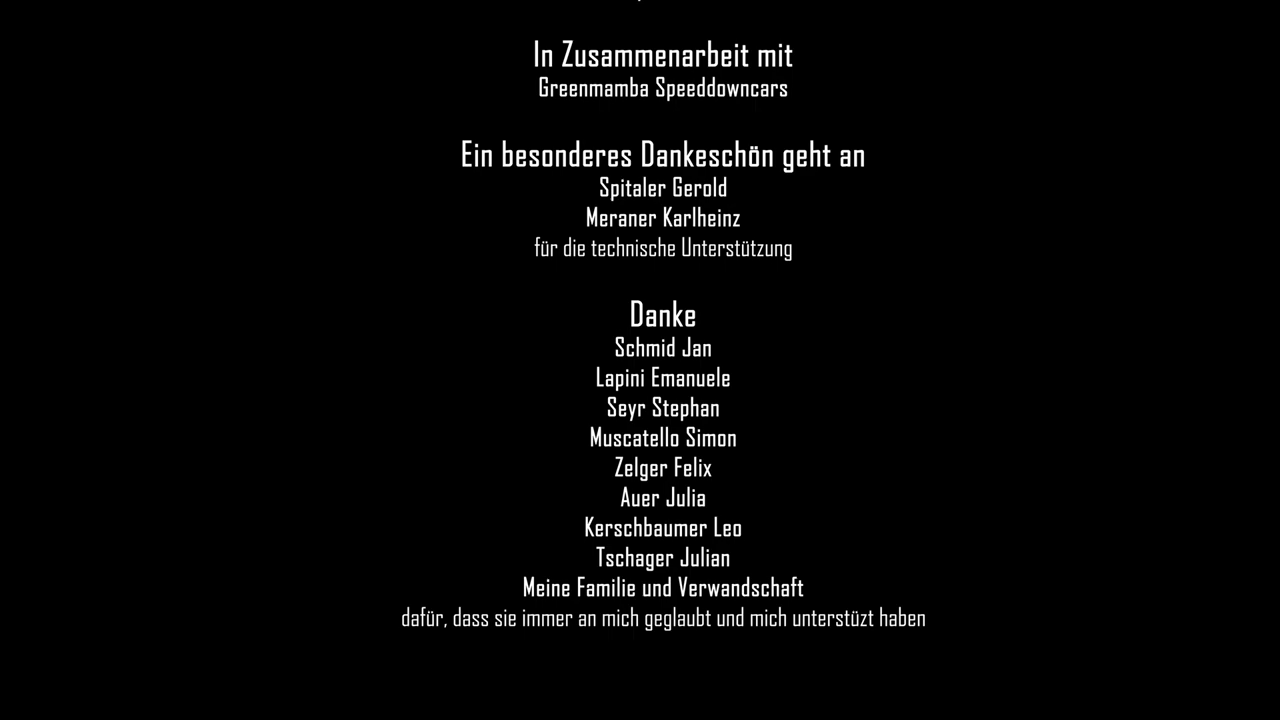 In Zusammenarbeit mit
Greenmamba Speeddowncars
Ein besonderes Dankeschön geht an
Spitaler Gerold
Meraner Karlheinz
für die technische Unterstützung
Danke
Schmid Jan
Lapini Emanuele
Seyr Stephan
Muscatello Simon
Zelger Felix
Auer Julia
Kerschbaumer Leo
Tschager Julian
Meine Familie und Verwandschaft
dafür, dass sie immer an mich geglaubt und mich unterstüzt haben